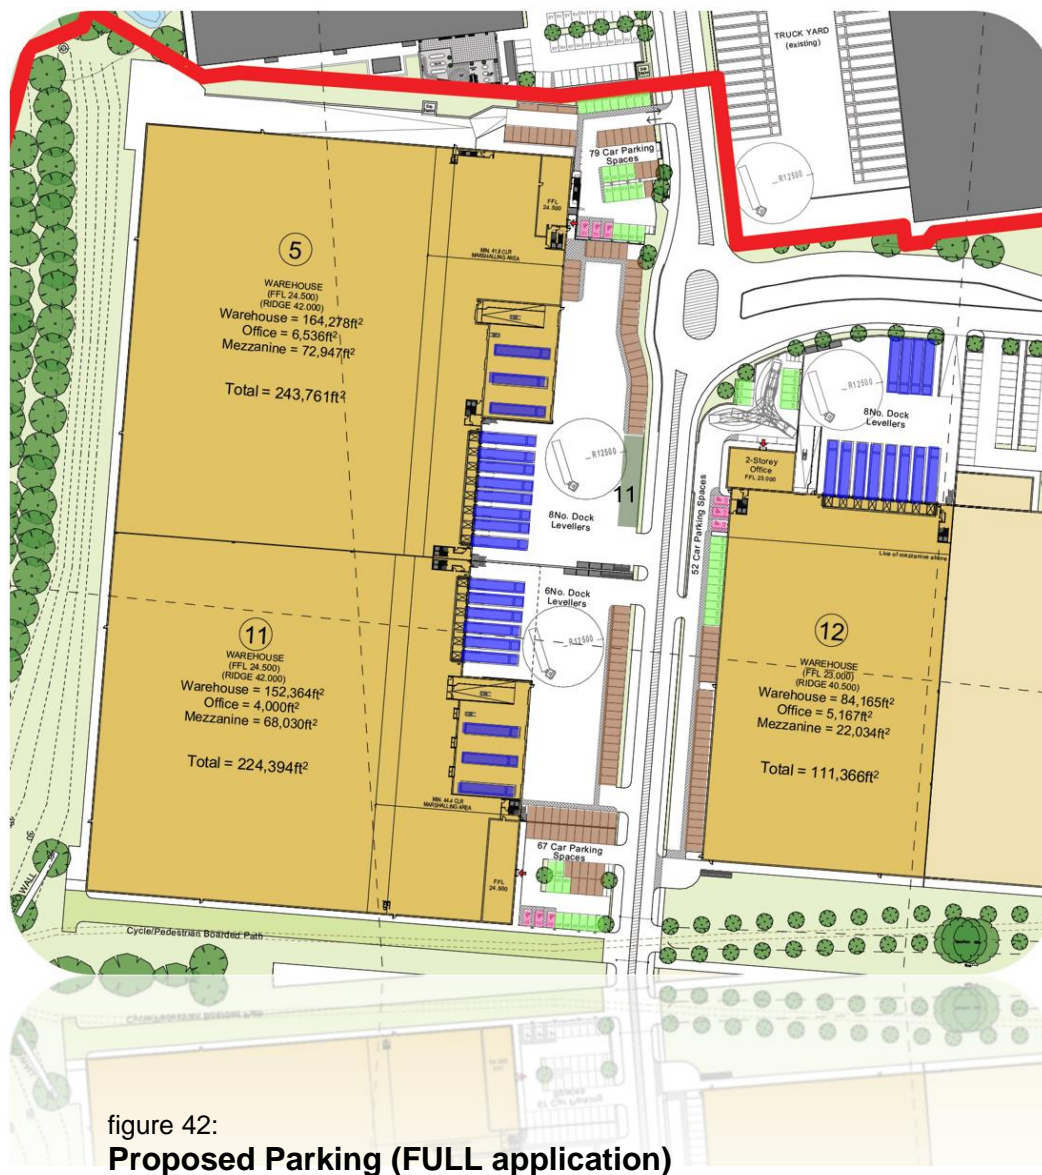 TRUCK YARD
(existing)
R12500
79 Car Parking
Spaces
FFL
24.500
MIN. 41.9 CLR
MARSHALLING AREA
5
WAREHOUSE
(FFL 24.500)
(RIDGE 42.000)
Warehouse = 164,278ft²
Office = 6,536ft²
Mezzanine = 72,947ft²
Total = 243,761ft²
R12500
8No. Dock
Levellers
2-Storey
Office
FFL 23.000
R12500
11
8No. Dock
Levellers
52 Car Parking Spaces
Line of mezzanine above
6No. Dock
Levellers
R12500
11
WAREHOUSE
(FFL 24.500)
(RIDGE 42.000)
Warehouse = 152,364ft²
Office = 4,000ft²
Mezzanine = 68,030ft²
Total = 224,394ft²
12
WAREHOUSE
(FFL 23.000)
(RIDGE 40.500)
Warehouse = 84,165ft²
Office = 5,167ft²
Mezzanine = 22,034ft²
Total = 111,366ft²
MIN. 44.4 CLR
MARSHALLING AREA
67 Car Parking
Spaces
FFL
24.500
WALL
Cycle/Pedestrian Boarded Path
figure 42:
Proposed Parking (FULL application)